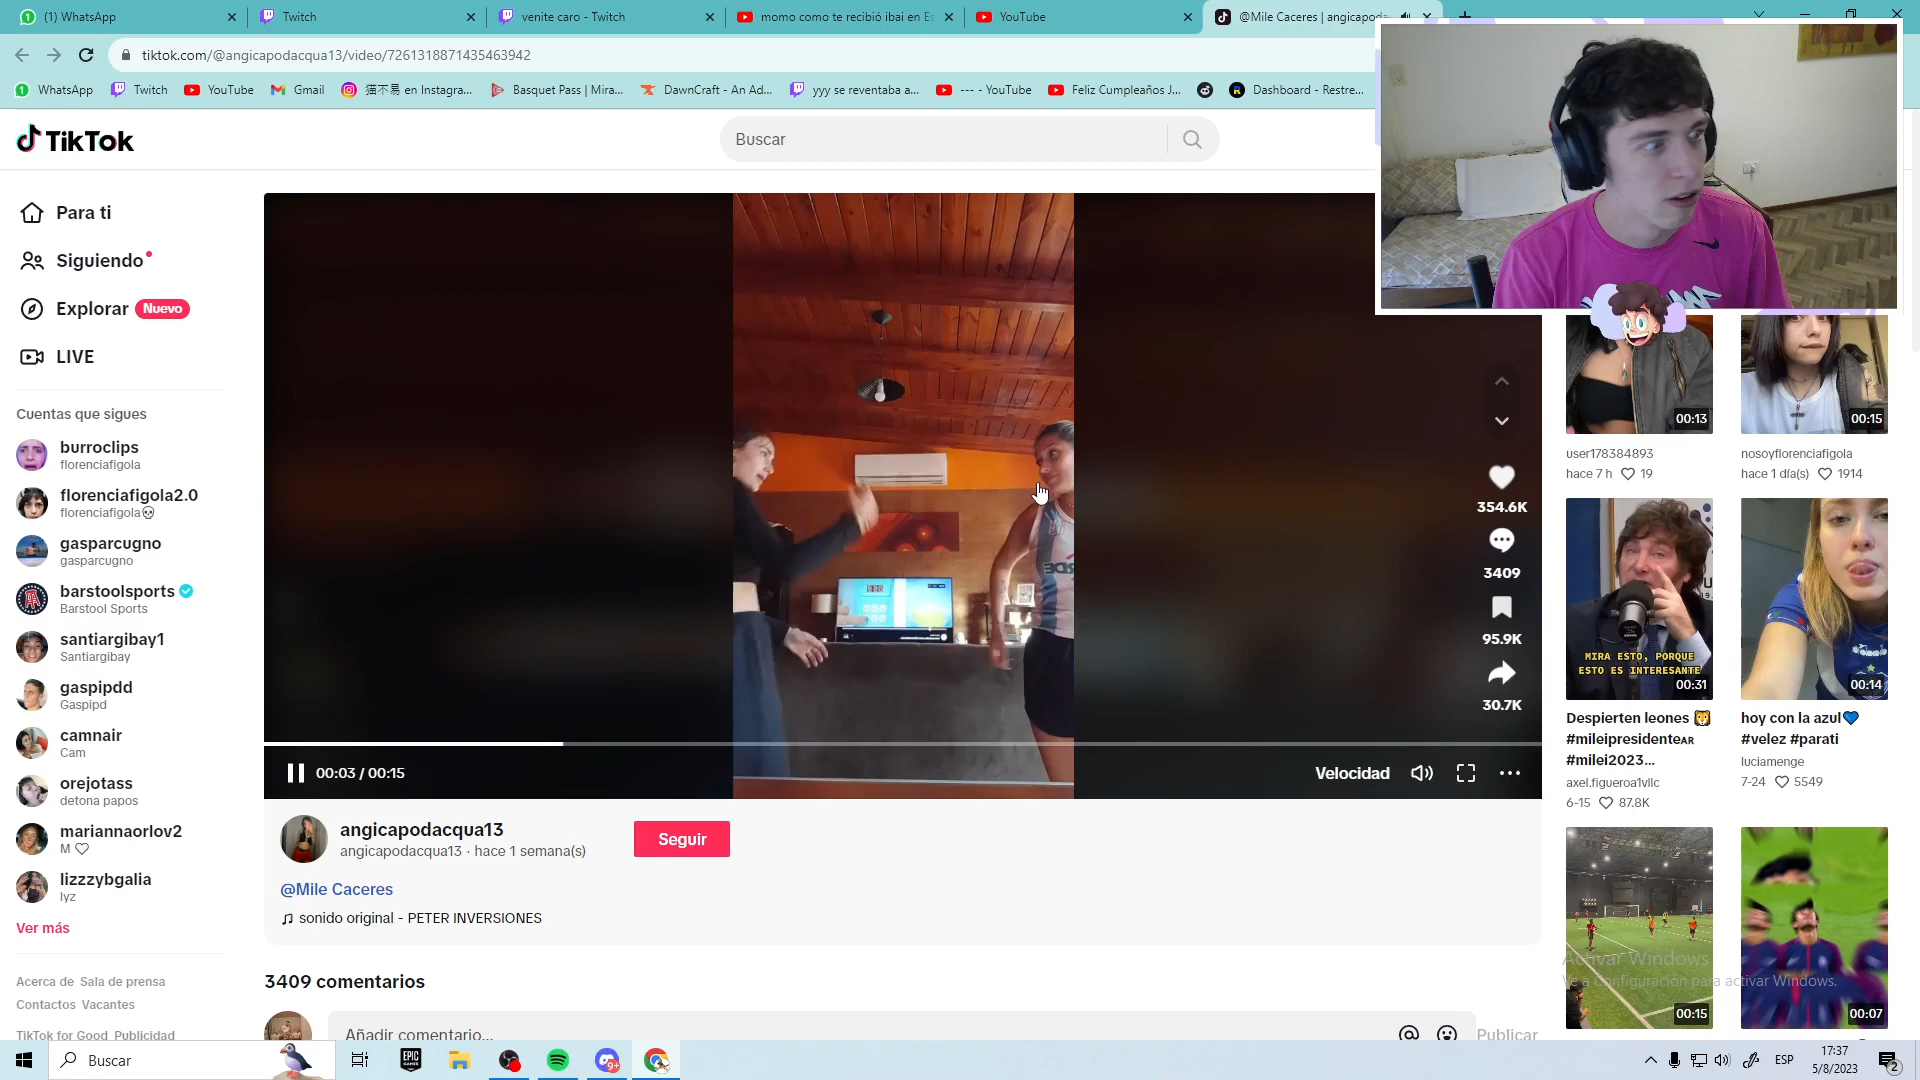 (1) WhatsApp
Twitch
venite caro - Twitch
momo como te recibió ibai en Es
YouTube
@Mile Caceres | angicapoda
tiktok.com/@angicapodacqua13/video/7261318871435463942
WhatsApp
Twitch
YouTube
Gmail
猫不易 en Instagra...
Basquet Pass | Mira...
DawnCraft - An Ad...
yyy se reventaba a...
--- - YouTube
Feliz Cumpleaños J...
Dashboard - Restre...
TikTok
Buscar
Para ti
Siguiendo
Explorar Nuevo
LIVE
Cuentas que sigues
burroclips
florenciafigola
florenciafigola2.0
florenciafigola💀
gasparcugno
gasparcugno
barstoolsports
Barstool Sports
santiargibay1
Santiargibay
gaspipdd
Gaspipd
camnair
Cam
orejotass
detona papos
mariannaorlov2
M ♡
lizzzybgalia
lyz
Ver más
Acerca de Sala de prensa
Contactos Vacantes
TikTok for Good Publicidad
354.6K
3409
95.9K
30.7K
00:03 / 00:15
Velocidad
angicapodacqua13
angicapodacqua13 · hace 1 semana(s)
Seguir
@Mile Caceres
♫ sonido original - PETER INVERSIONES
3409 comentarios
Añadir comentario...
Publicar
00:13
user178384893
hace 7 h ♡ 19
00:15
nosoyflorenciafigola
hace 1 día(s) ♡ 1914
MIRA ESTO, PORQUE
ESTO ES INTERESANTE
00:31
Despierten leones 🦁
#mileipresidenteᴀʀ
#milei2023...
axel.figueroa1vllc
6-15 ♡ 87.8K
00:14
hoy con la azul💙
#velez #parati
luciamenge
7-24 ♡ 5549
00:15
00:07
Activar Windows
Ve a Configuración para activar Windows.
Buscar
EPIC
GAMES
9+
ESP
17:37
5/8/2023
2